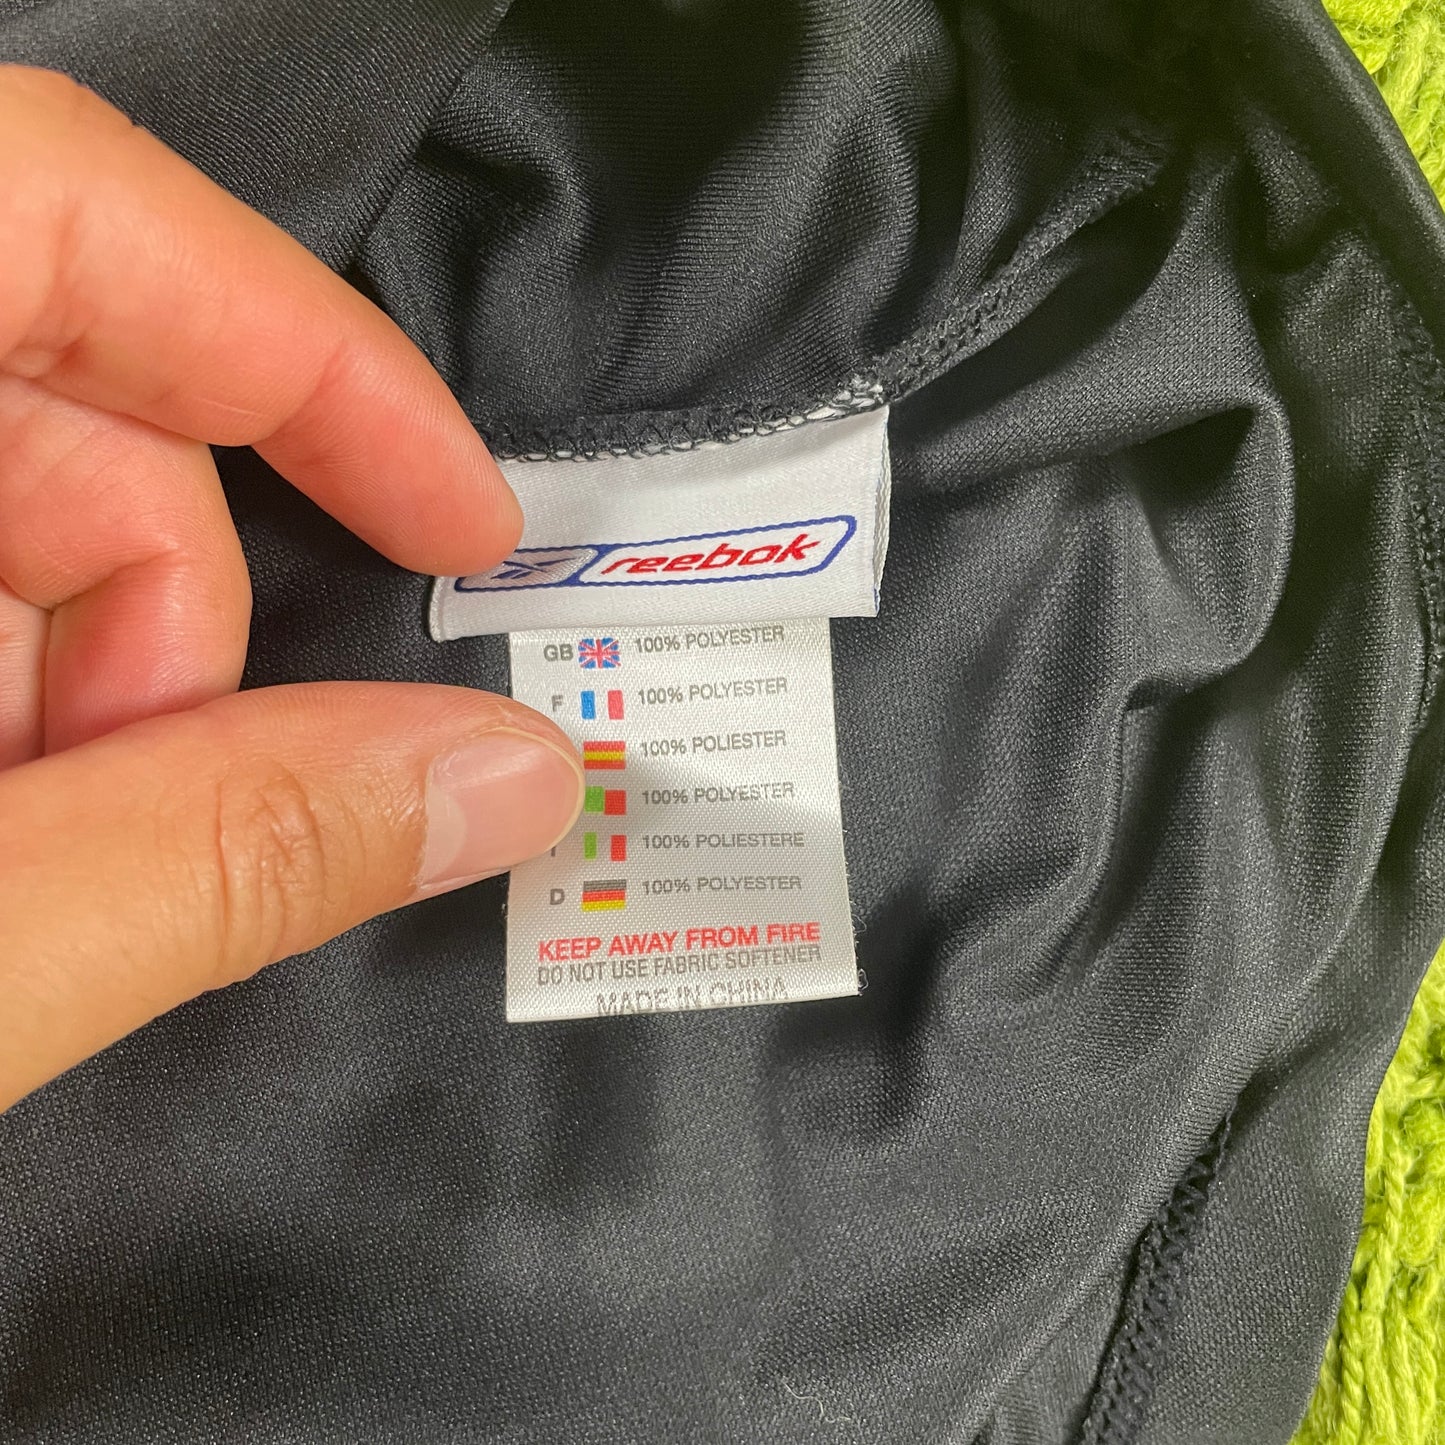 reebok
GB 100% POLYESTER
F 100% POLYESTER
100% POLIESTER
100% POLYESTER
I 100% POLIESTERE
D 100% POLYESTER
KEEP AWAY FROM FIRE
DO NOT USE FABRIC SOFTENER
MADE IN CHINA